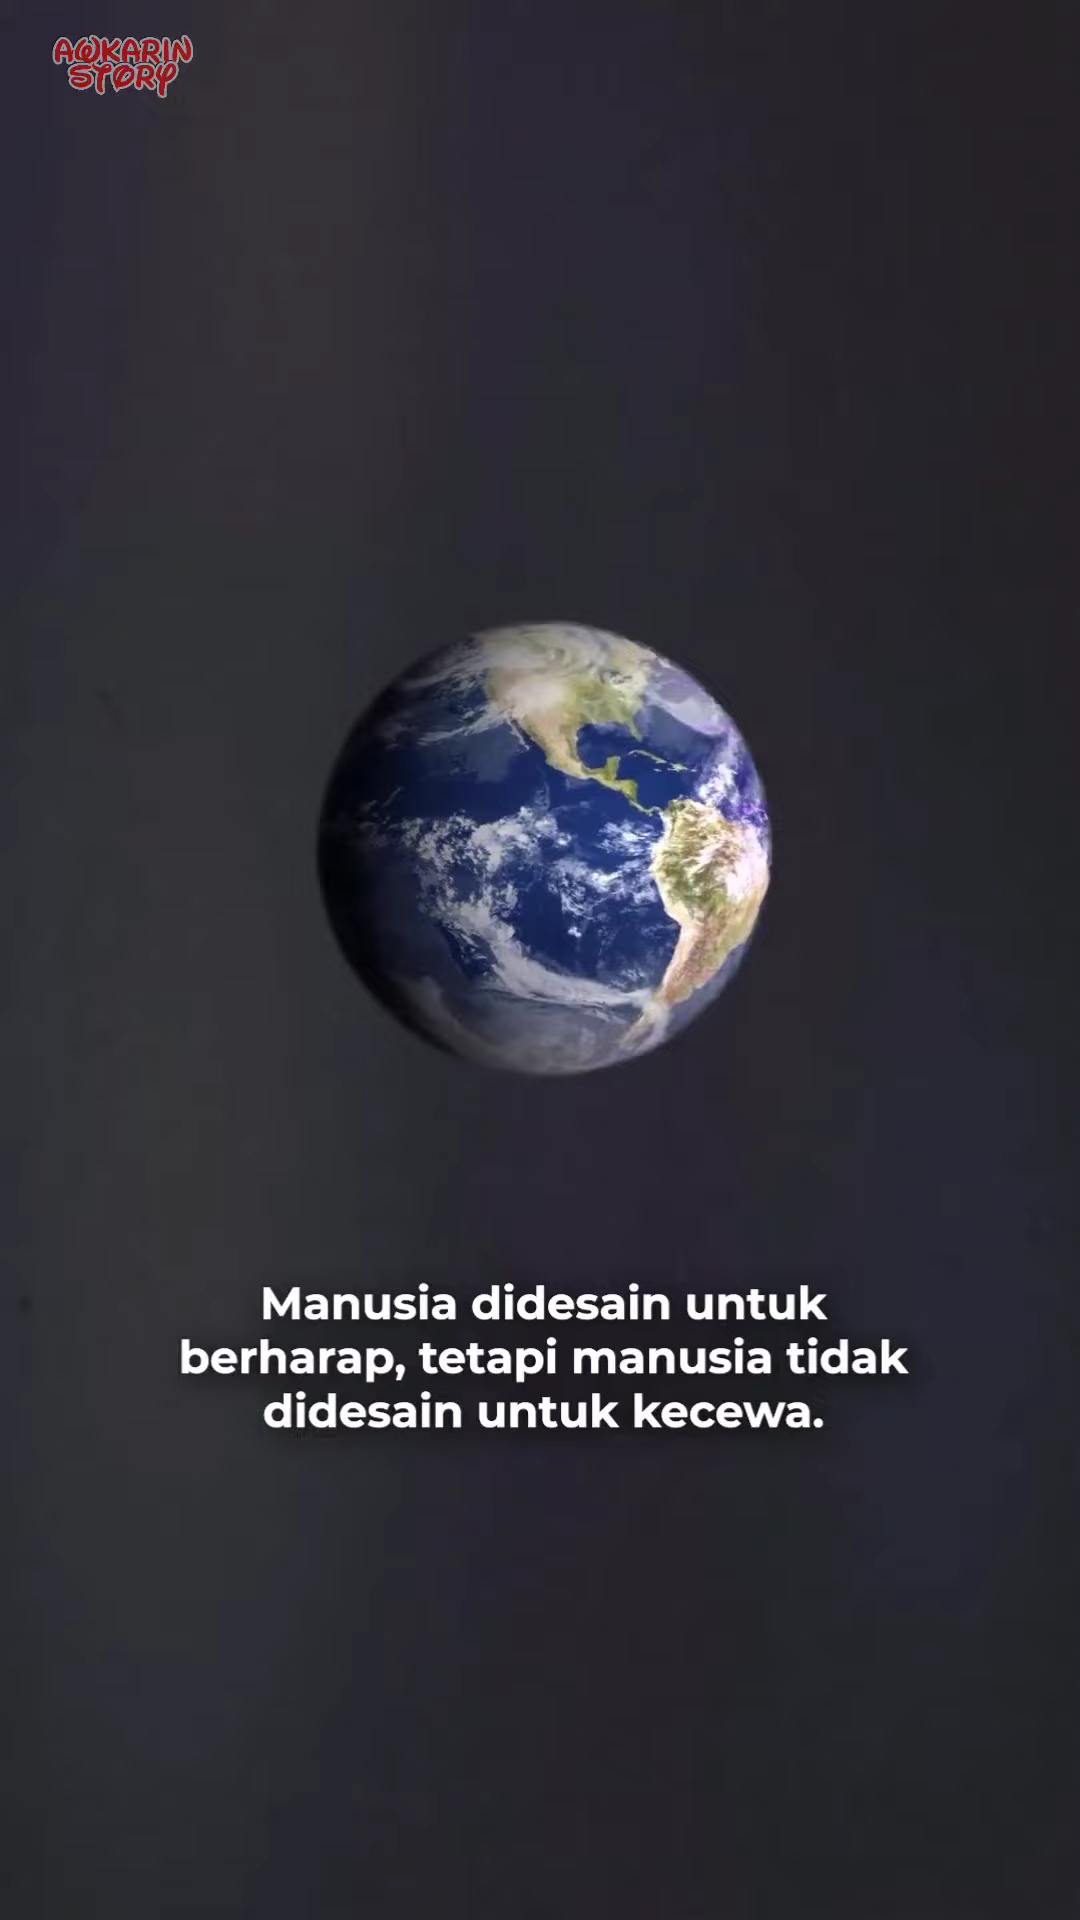 AWKARIN
STORY
Manusia didesain untuk
berharap, tetapi manusia tidak
didesain untuk kecewa.